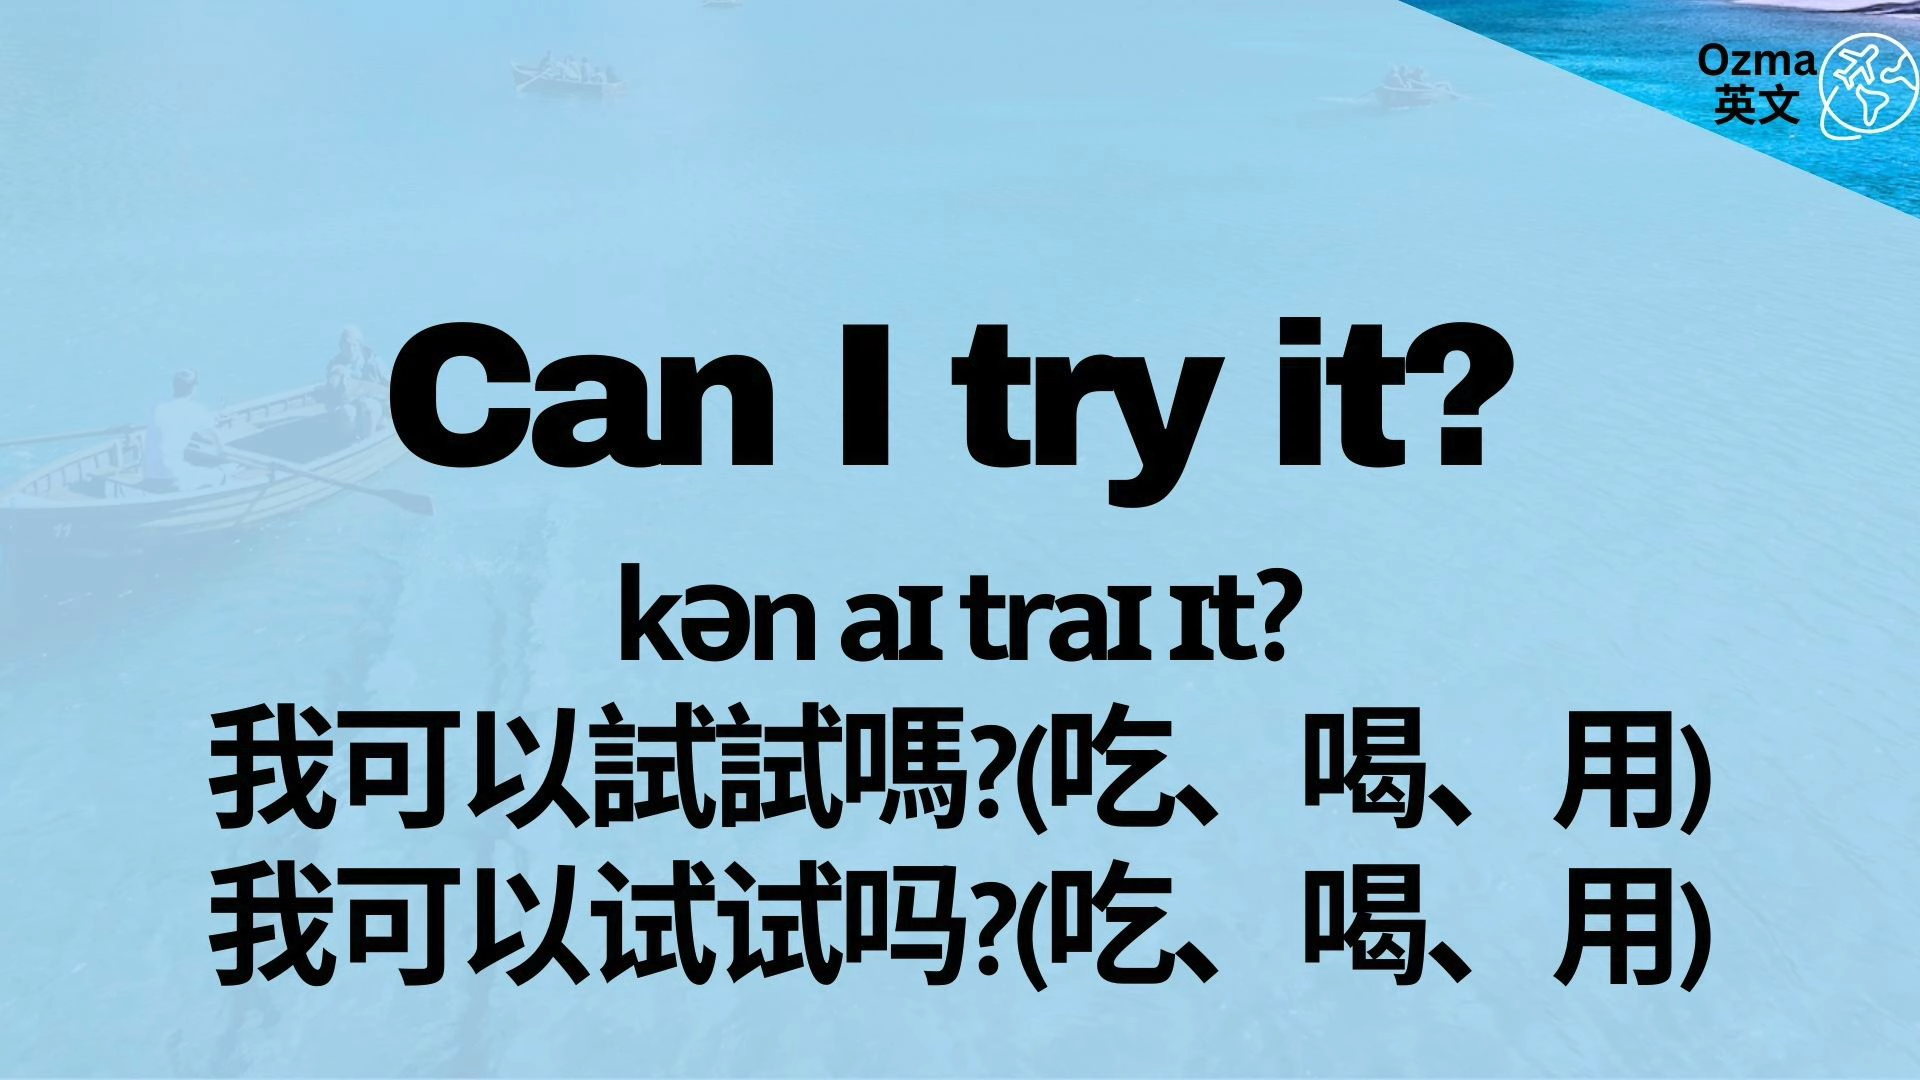 Ozma
英文
Can I try it?
kən aɪ traɪ ɪt?
我可以試試嗎?(吃、喝、用)
我可以试试吗?(吃、喝、用)